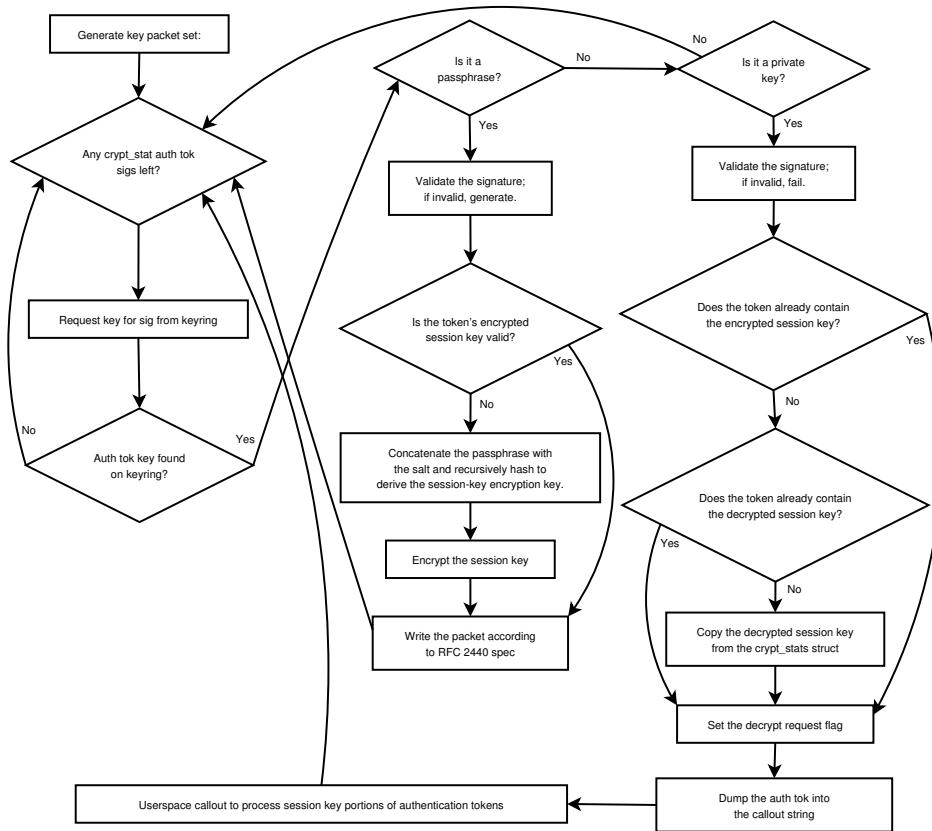 Generate key packet set:
Any crypt_stat auth tok
sigs left?
Request key for sig from keyring
No
Yes
Auth tok key found
on keyring?
Is it a
passphrase?
No
Yes
Validate the signature;
if invalid, generate.
Is the token's encrypted
session key valid?
Yes
No
Concatenate the passphrase with
the salt and recursively hash to
derive the session-key encryption key.
Encrypt the session key
Write the packet according
to RFC 2440 spec
No
Is it a private
key?
Yes
Validate the signature;
if invalid, fail.
Does the token already contain
the encrypted session key?
Yes
No
Does the token already contain
the decrypted session key?
Yes
No
Copy the decrypted session key
from the crypt_stats struct
Set the decrypt request flag
Dump the auth tok into
the callout string
Userspace callout to process session key portions of authentication tokens